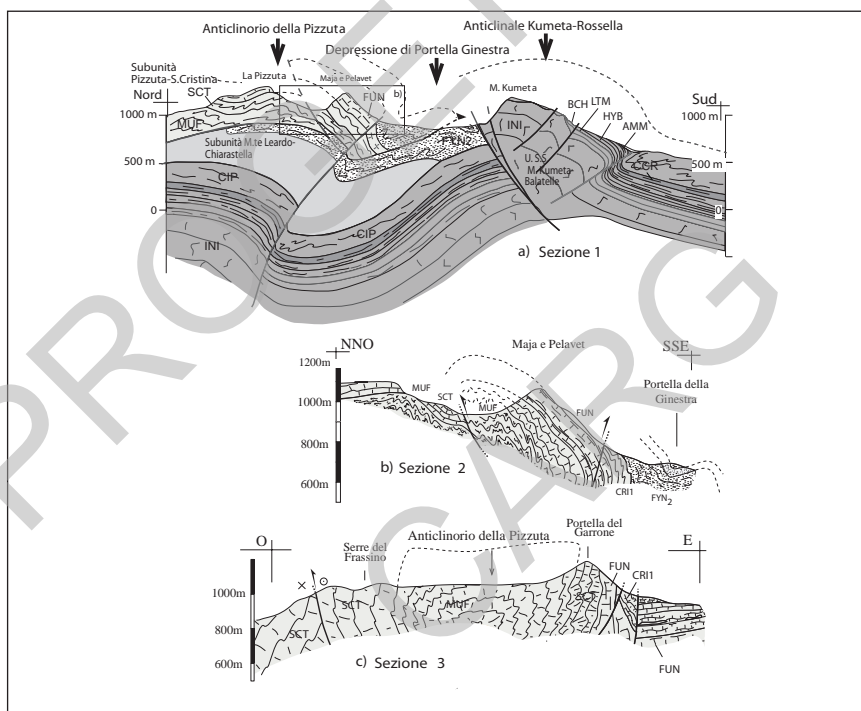 Anticlinorio della Pizzuta
Anticlinale Kumeta-Rossella
Depressione di Portella Ginestra
Subunità
Pizzuta-S.Cristina
La Pizzuta
Maja e Pelavet
M. Kumeta
Nord
SCT
FUN
b)
BCH
LTM
HYB
AMM
Sud
1000 m
MUF
INI
1000 m
Subunità M.te Leardo-
Chiarastella
FYN2
U.S.S.
M. Kumeta-
Balatelle
CCR
500 m
500 m
CIP
0
0
INI
CIP
a) Sezione 1
NNO
Maja e Pelavet
SSE
1200m
MUF
SCT
MUF
FUN
Portella della
Ginestra
1000m
800m
600m
CRI1
FYN2
b) Sezione 2
O
Serre del
Frassino
Anticlinorio della Pizzuta
Portella del
Garrone
E
FUN
CRI1
1000m
SCT
MUF
SCT
SCT
800m
600m
FUN
c) Sezione 3
PROGETTO
CARG